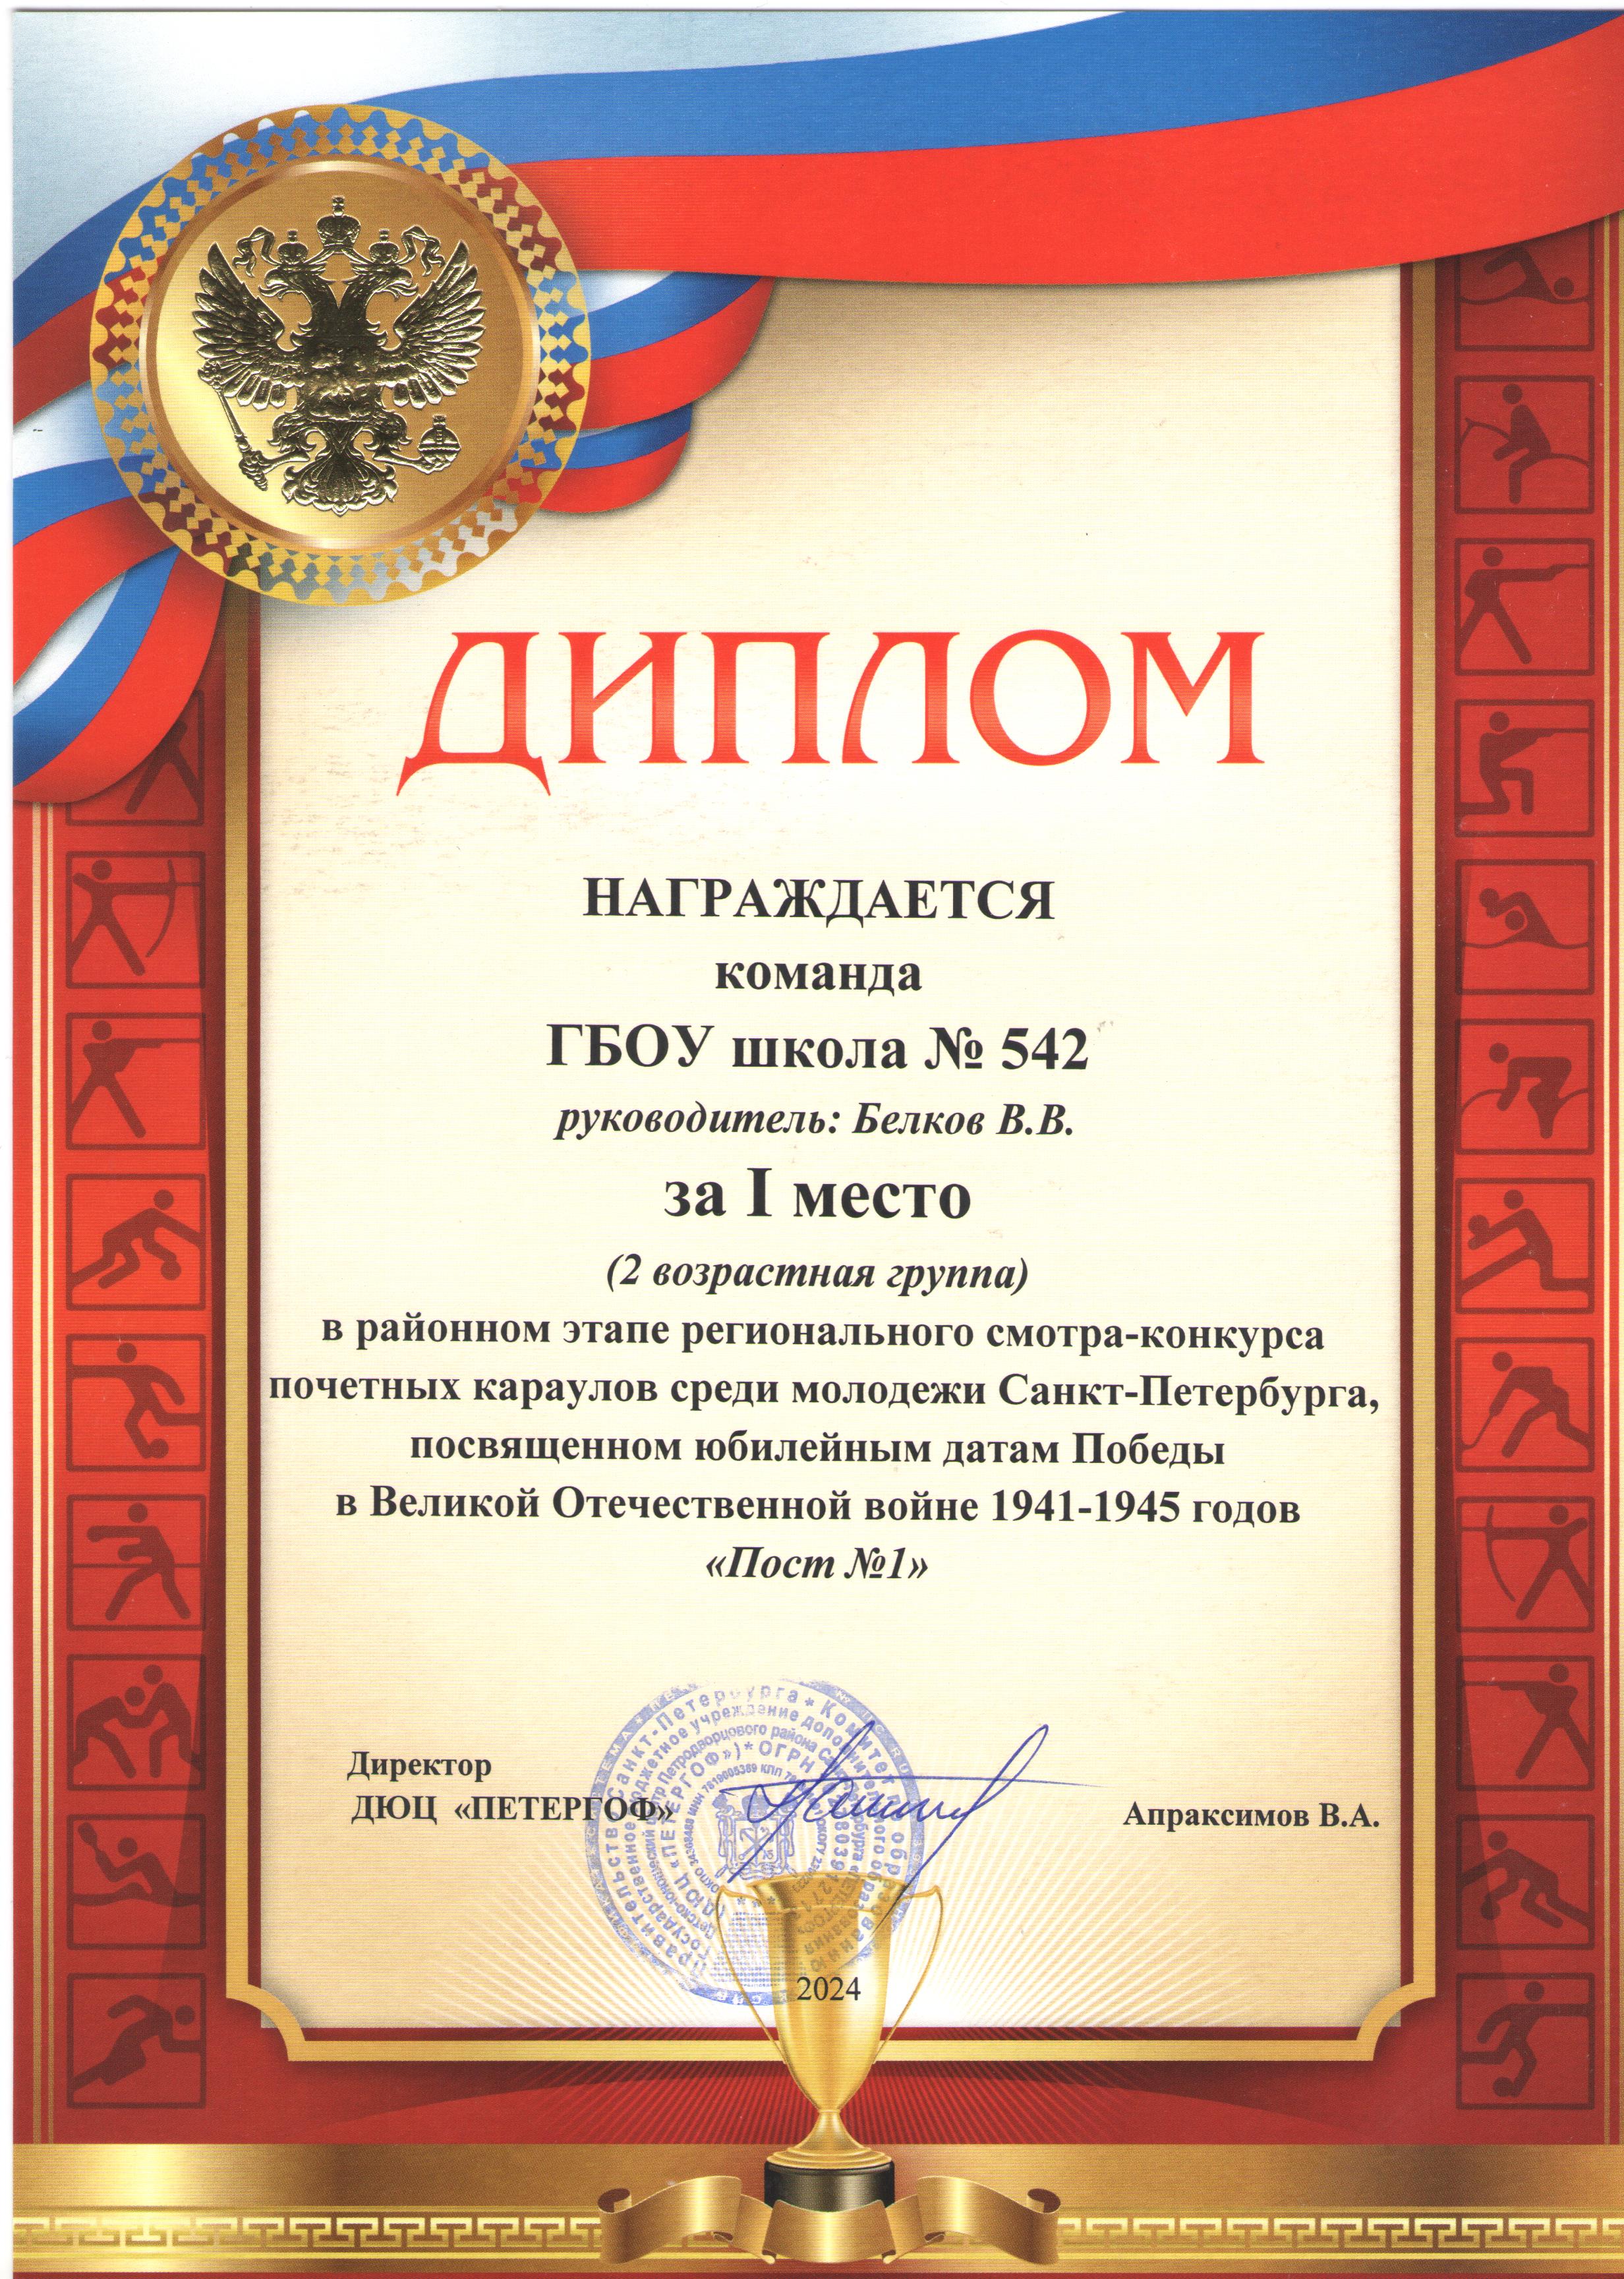 ДИПЛОМ
НАГРАЖДАЕТСЯ
команда
ГБОУ школа № 542
руководитель: Белков В.В.
за I место
(2 возрастная группа)
в районном этапе регионального смотра-конкурса
почетных караулов среди молодежи Санкт-Петербурга,
посвященном юбилейным датам Победы
в Великой Отечественной войне 1941-1945 годов
«Пост №1»
Директор
ДЮЦ «ПЕТЕРГОФ»
Апраксимов В.А.
2024